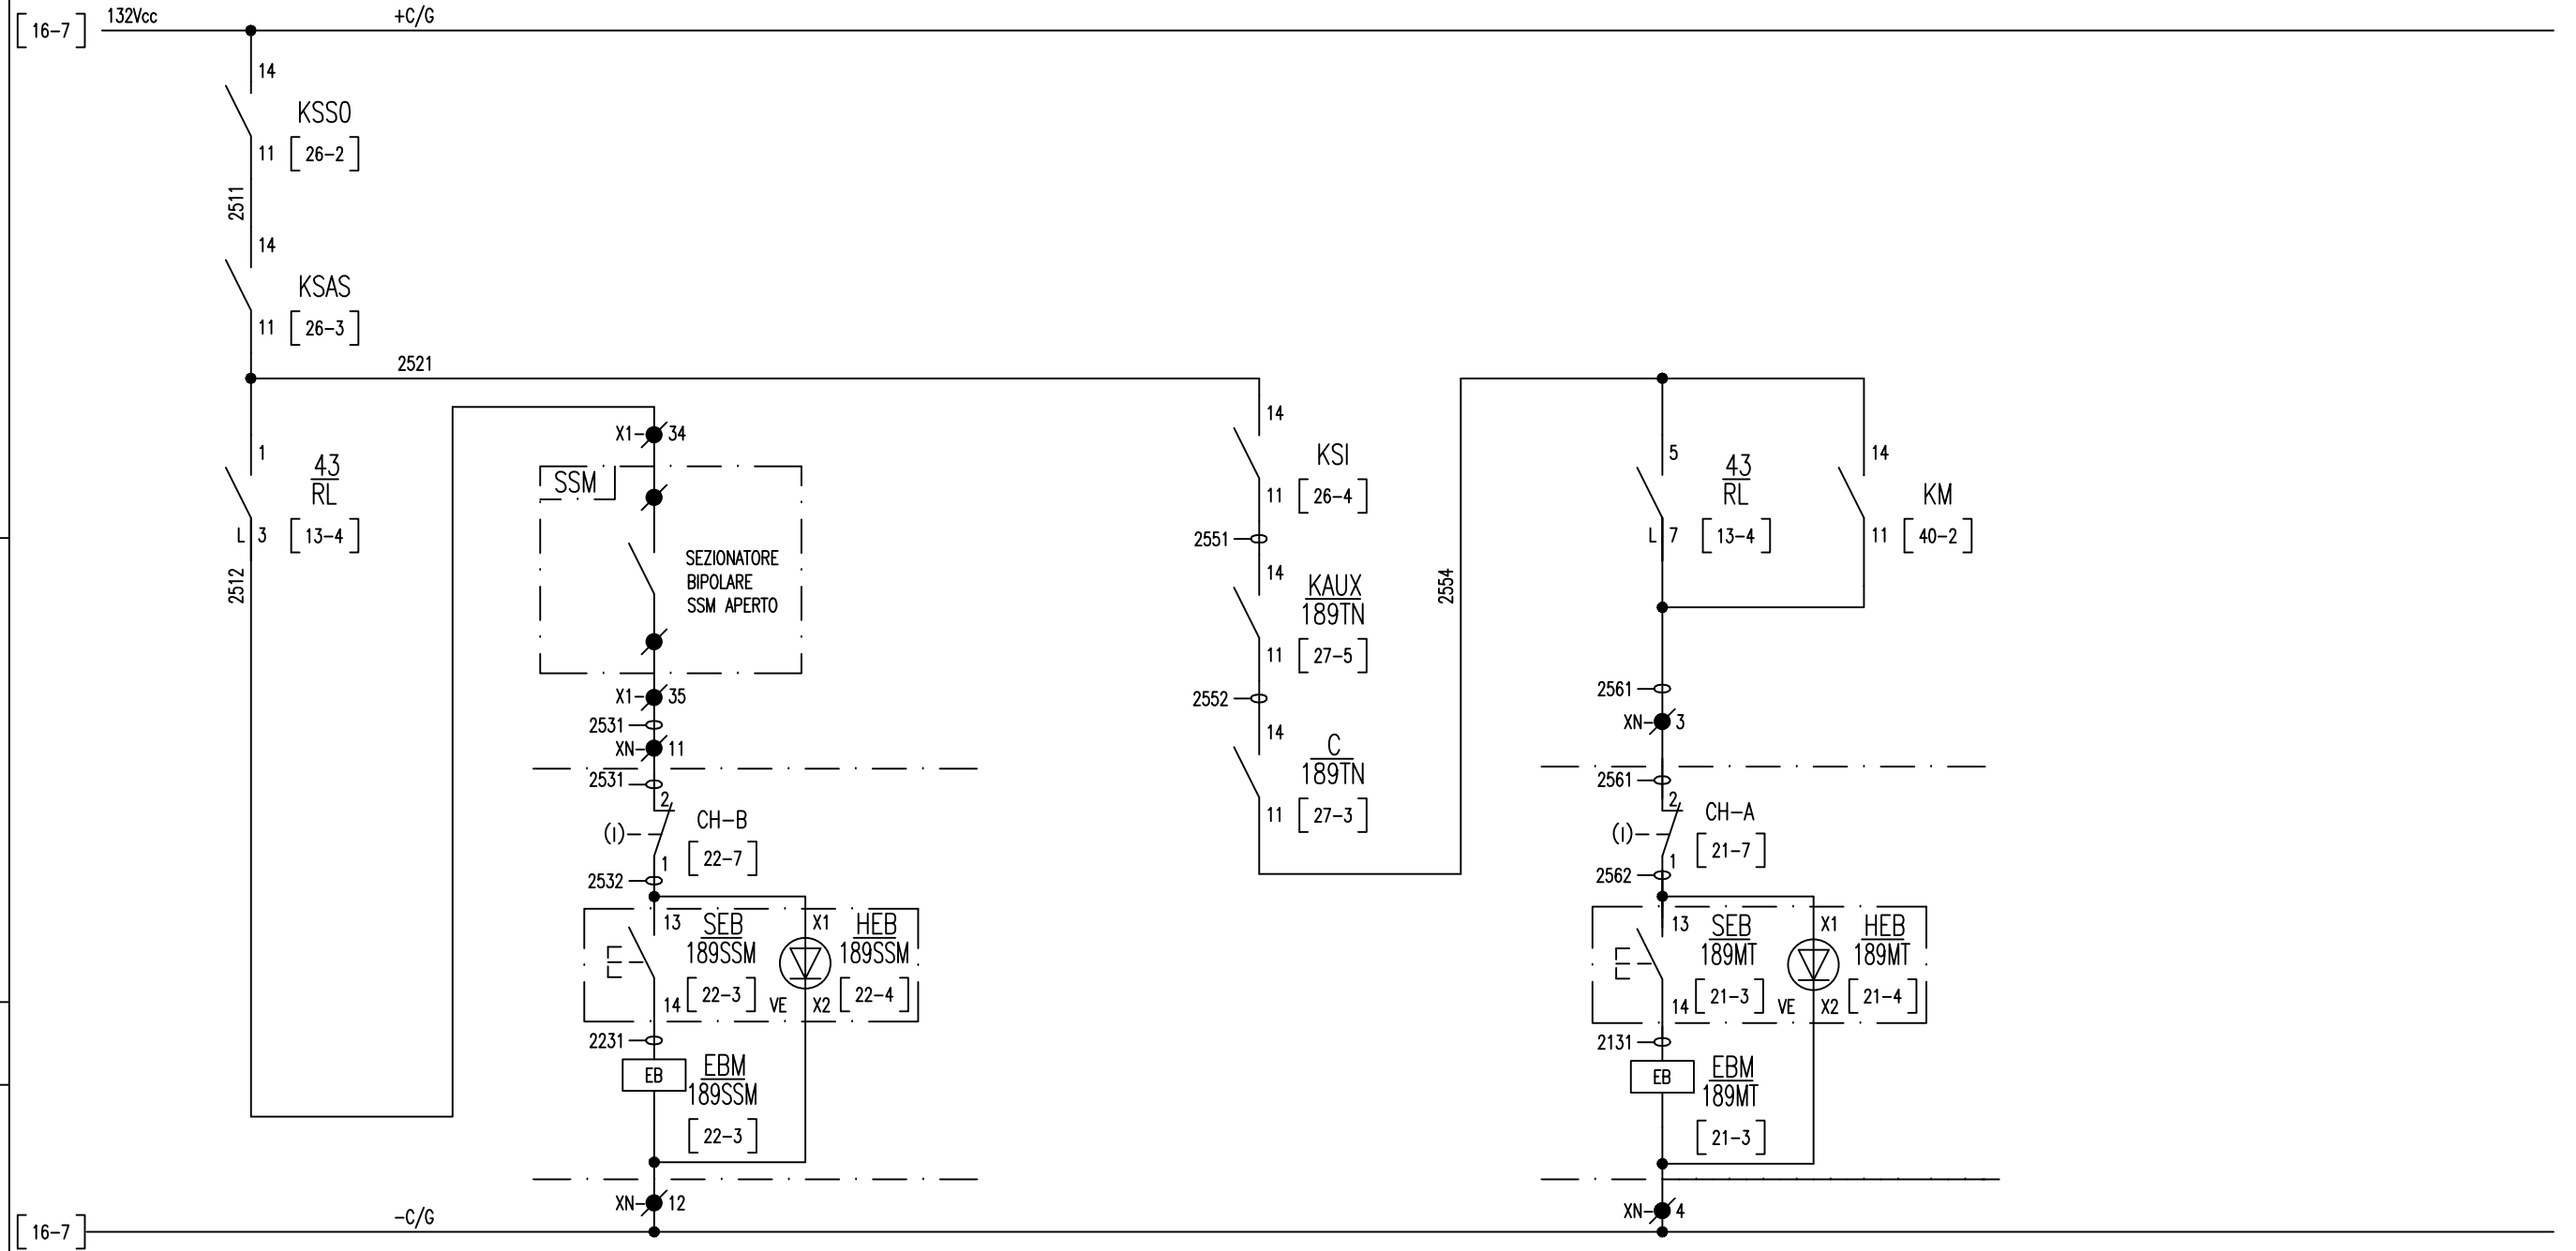 [16-7]
132Vcc
+C/G
14
KSSO
11
[26-2]
2511
14
KSAS
11
[26-3]
2521
1
43
RL
L 3
[13-4]
2512
X1- 34
SSM
SEZIONATORE
BIPOLARE
SSM APERTO
X1- 35
2531
XN- 11
2531
2
CH-B
(I)
[22-7]
1
2532
13
SEB
189SSM
[22-3]
14
X1
HEB
189SSM
[22-4]
VE
X2
2231
EB
EBM
189SSM
[22-3]
XN- 12
14
KSI
11
[26-4]
2551
14
KAUX
189TN
11
[27-5]
2552
14
C
189TN
11
[27-3]
2554
5
43
RL
L 7
[13-4]
14
KM
11
[40-2]
2561
XN- 3
2561
2
CH-A
(I)
[21-7]
1
2562
13
SEB
189MT
[21-3]
14
X1
HEB
189MT
[21-4]
VE
X2
2131
EB
EBM
189MT
[21-3]
XN- 4
[16-7]
-C/G